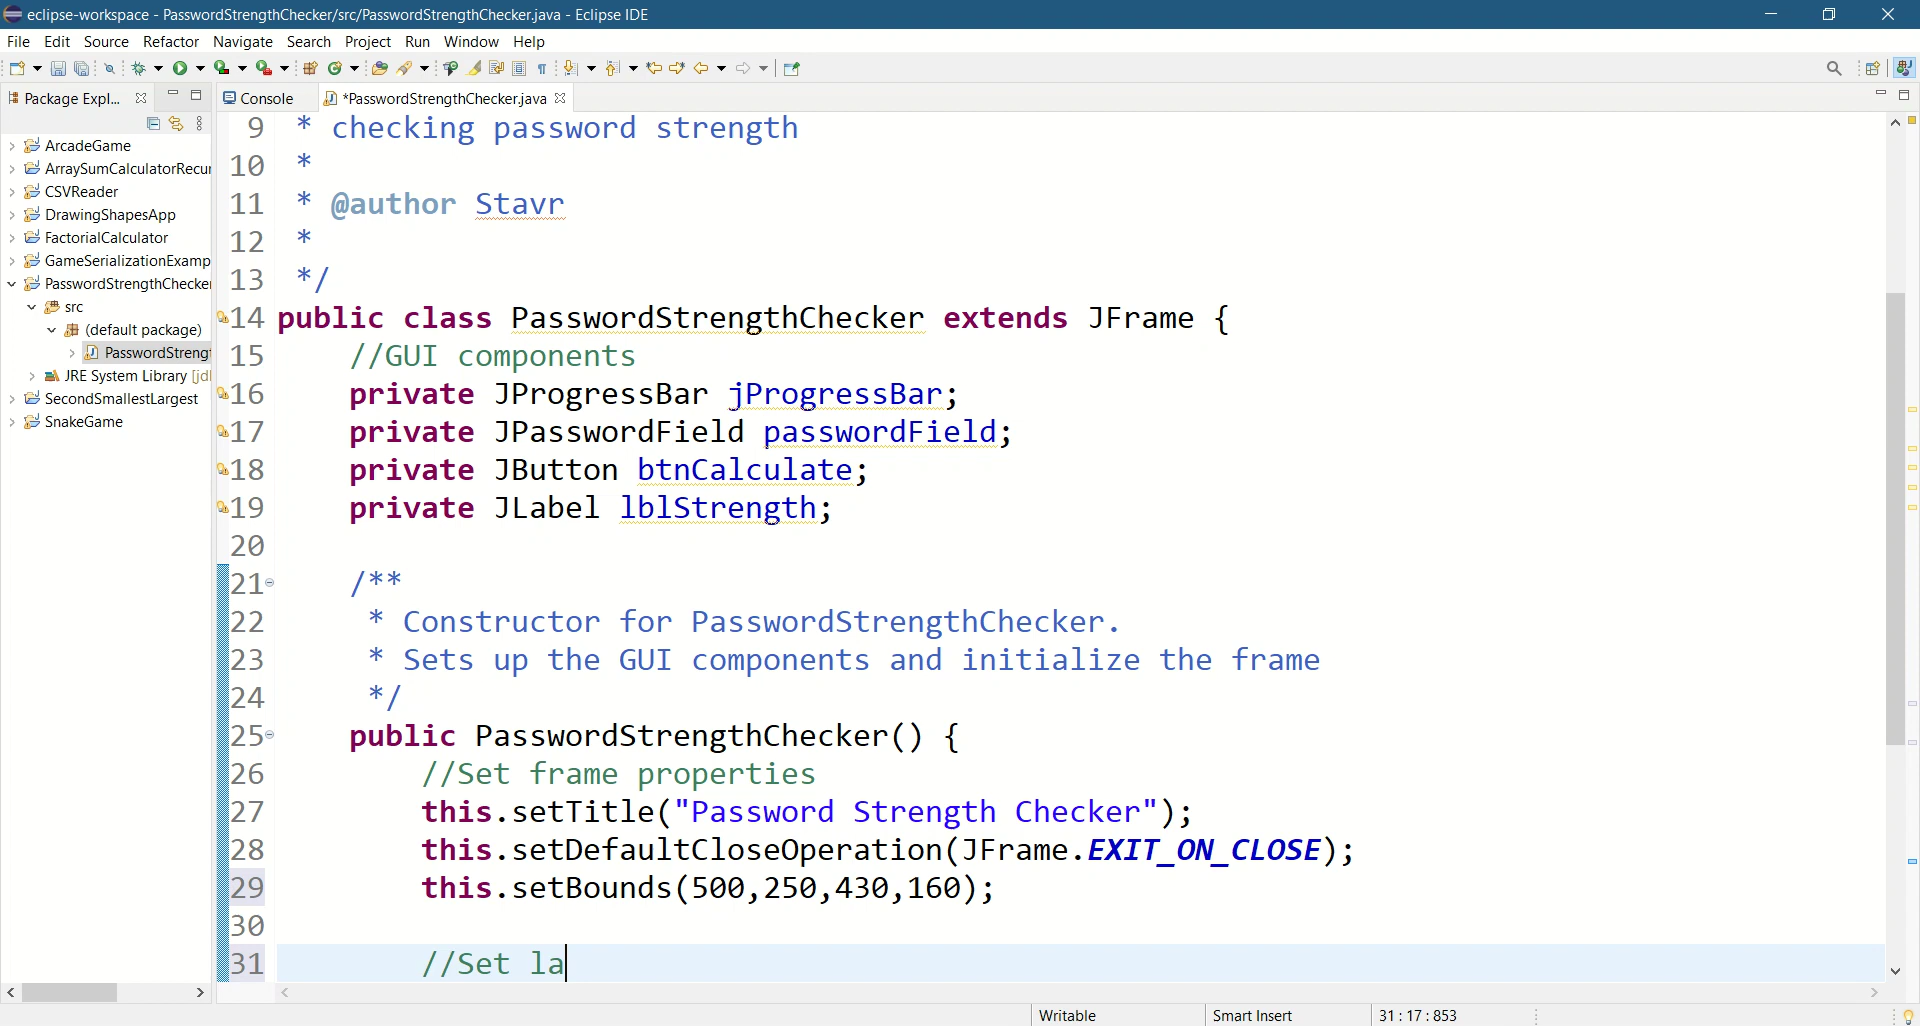 eclipse-workspace - PasswordStrengthChecker/src/PasswordStrengthChecker.java - Eclipse IDE
File Edit Source Refactor Navigate Search Project Run Window Help
Package Expl...
Console
*PasswordStrengthChecker.java
ArcadeGame
ArraySumCalculatorRecur
CSVReader
DrawingShapesApp
FactorialCalculator
GameSerializationExamp
PasswordStrengthChecker
src
(default package)
PasswordStrengt
JRE System Library [jdk
SecondSmallestLargest
SnakeGame
9 * checking password strength
10 *
11 * @author Stavr
12 *
13 */
14 public class PasswordStrengthChecker extends JFrame {
15 //GUI components
16 private JProgressBar jProgressBar;
17 private JPasswordField passwordField;
18 private JButton btnCalculate;
19 private JLabel lblStrength;
20
21 /**
22 * Constructor for PasswordStrengthChecker.
23 * Sets up the GUI components and initialize the frame
24 */
25 public PasswordStrengthChecker() {
26 //Set frame properties
27 this.setTitle("Password Strength Checker");
28 this.setDefaultCloseOperation(JFrame.EXIT_ON_CLOSE);
29 this.setBounds(500,250,430,160);
30
31 //Set la
Writable
Smart Insert
31 : 17 : 853